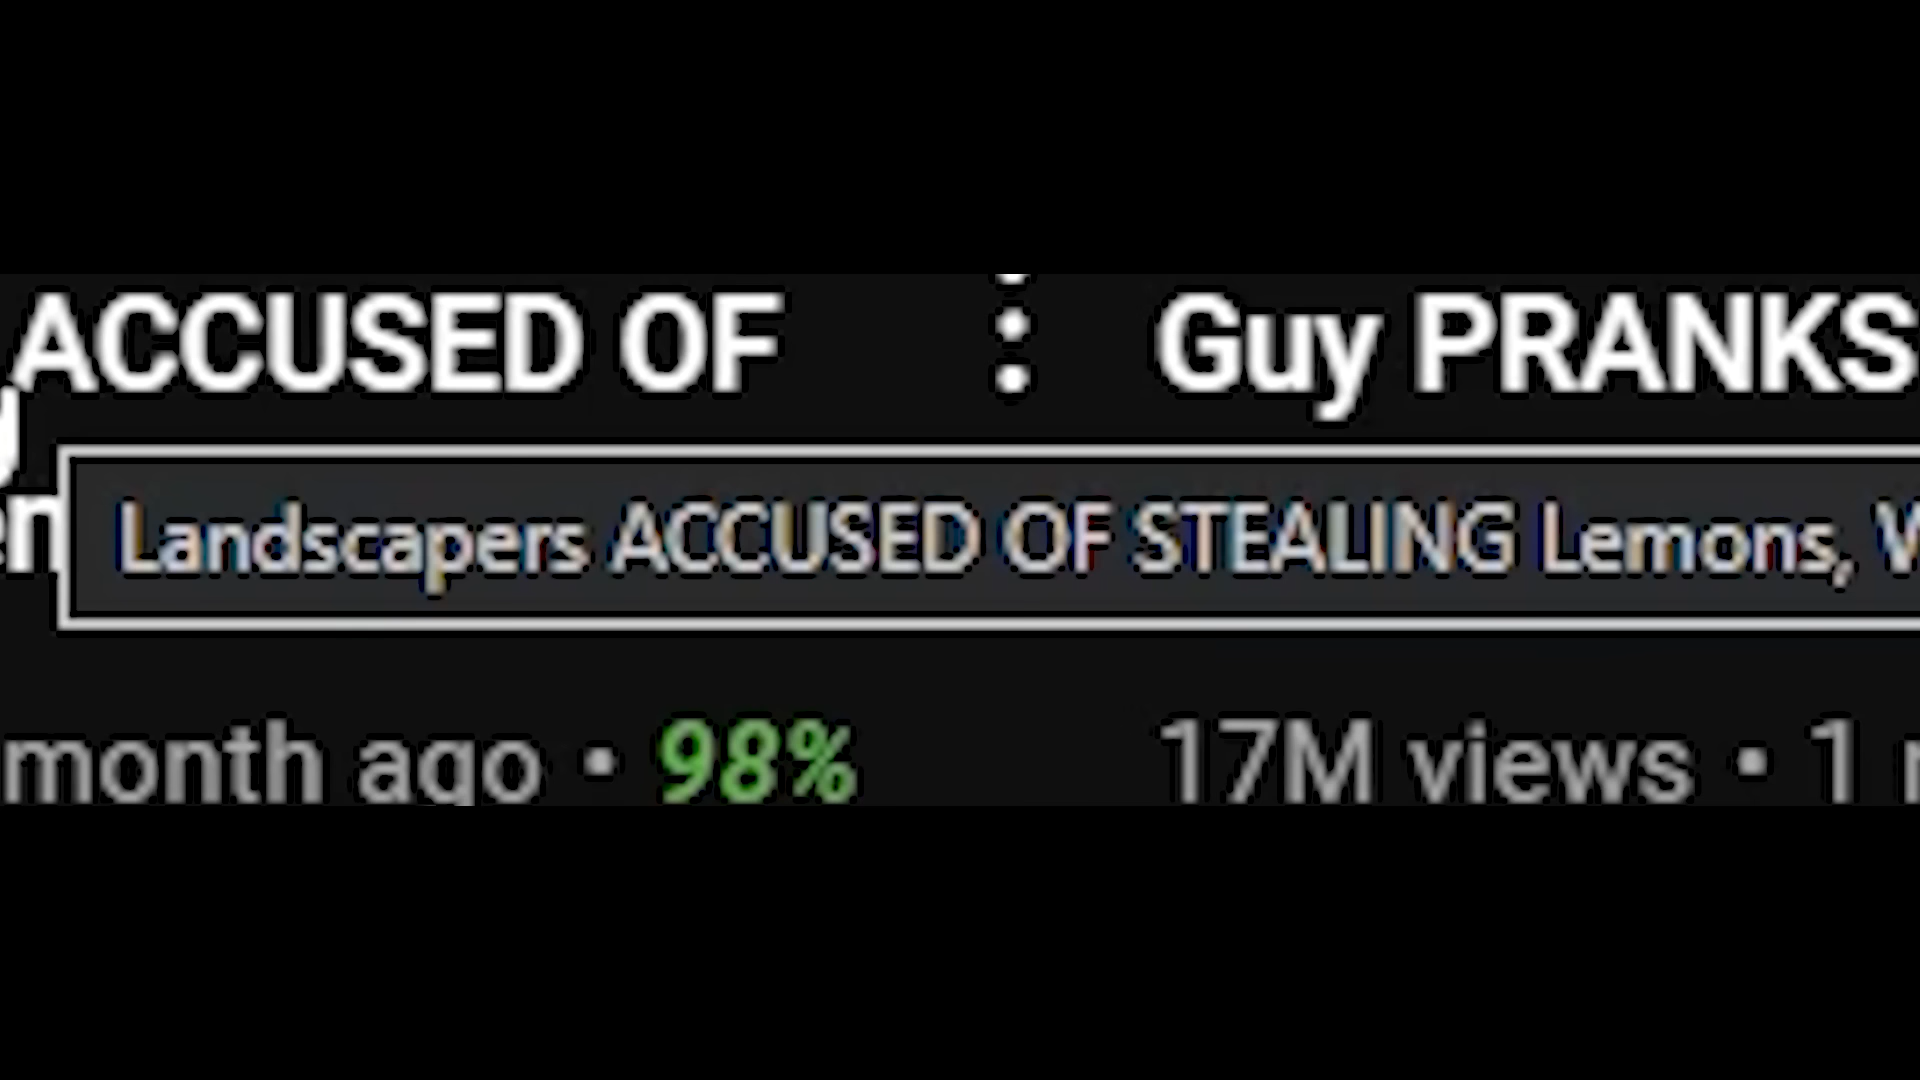 ACCUSED OF
Guy PRANKS
Landscapers ACCUSED OF STEALING Lemons,
month ago • 98%
17M views • 1